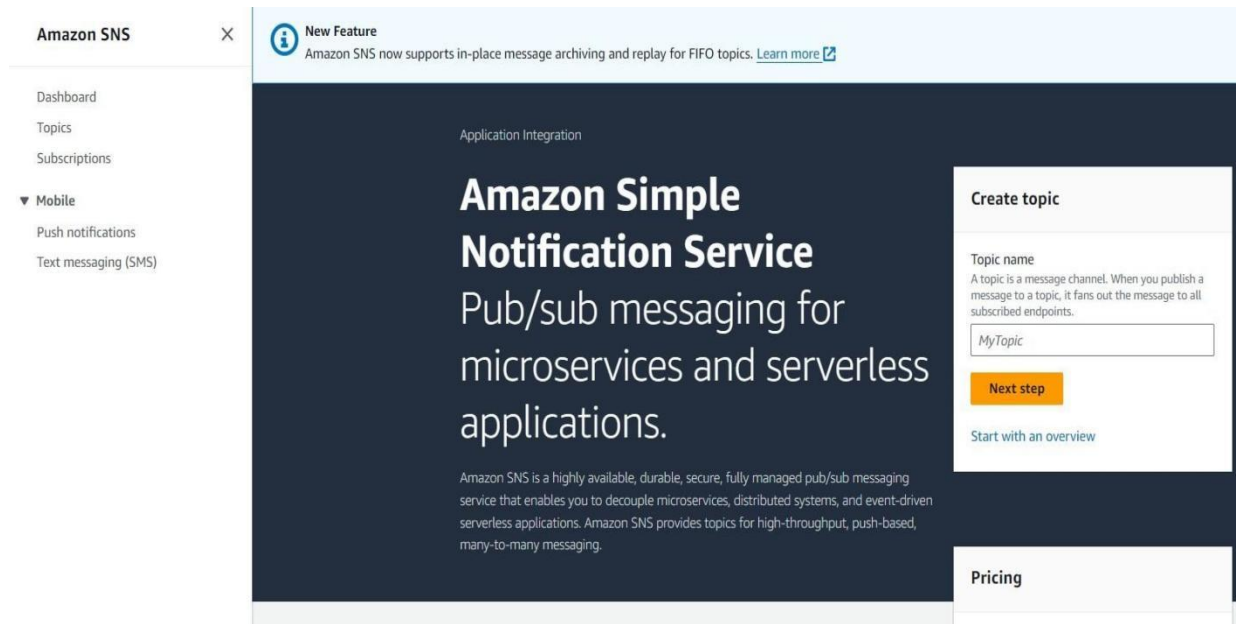 Amazon SNS
Dashboard
Topics
Subscriptions
Mobile
Push notifications
Text messaging (SMS)
New Feature
Amazon SNS now supports in-place message archiving and replay for FIFO topics. Learn more
Application Integration
Amazon Simple
Notification Service
Pub/sub messaging for
microservices and serverless
applications.
Amazon SNS is a highly available, durable, secure, fully managed pub/sub messaging
service that enables you to decouple microservices, distributed systems, and event-driven
serverless applications. Amazon SNS provides topics for high-throughput, push-based,
many-to-many messaging.
Create topic
Topic name
A topic is a message channel. When you publish a
message to a topic, it fans out the message to all
subscribed endpoints.
MyTopic
Next step
Start with an overview
Pricing